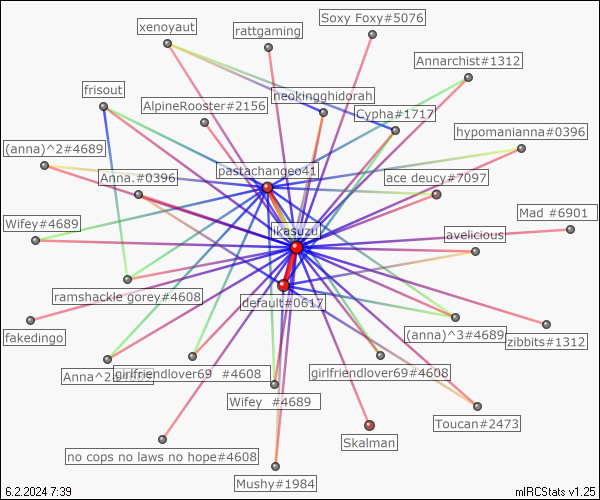 Soxy Foxy#5076
xenoyaut
rattgaming
Annarchist#1312
frisout
neokingghidorah
AlpineRooster#2156
Cypha#1717
hypomanianna#0396
(anna)^2#4689
pastachangeo41
Anna.#0396
ace deucy#7097
Mad #6901
Wifey#4689
likasuzu
avelicious
ramshackle gorey#4608
default#0617
fakedingo
(anna)^3#4689
zibbits#1312
Anna^2
girlfriendlover69 #4608
girlfriendlover69#4608
Wifey #4689
Toucan#2473
Skalman
no cops no laws no hope#4608
Mushy#1984
6.2.2024 7:39
mIRCStats v1.25